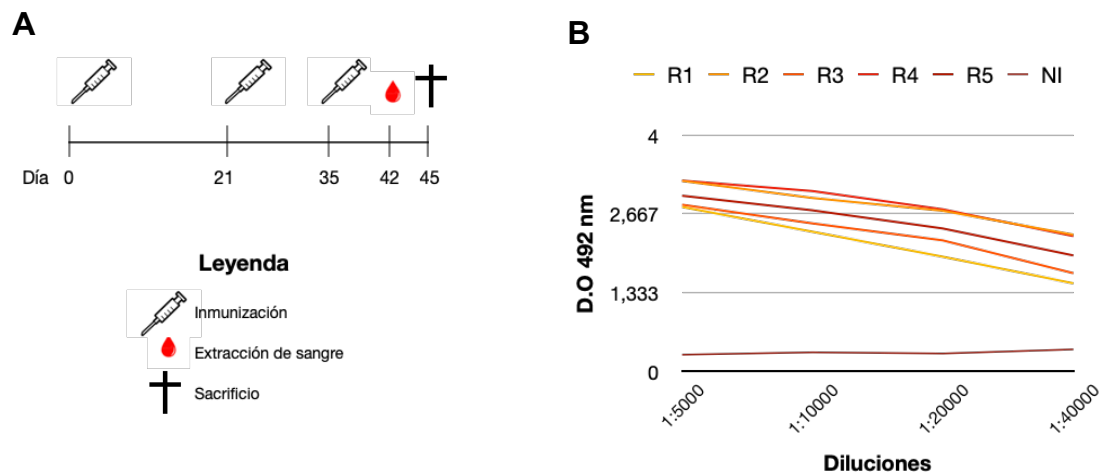 A
Día 0 21 35 42 45
Leyenda
Inmunización
Extracción de sangre
Sacrificio
B
R1 R2 R3 R4 R5 NI
4
2,667
1,333
0
D.O 492 nm
1:5000 1:10000 1:20000 1:40000
Diluciones